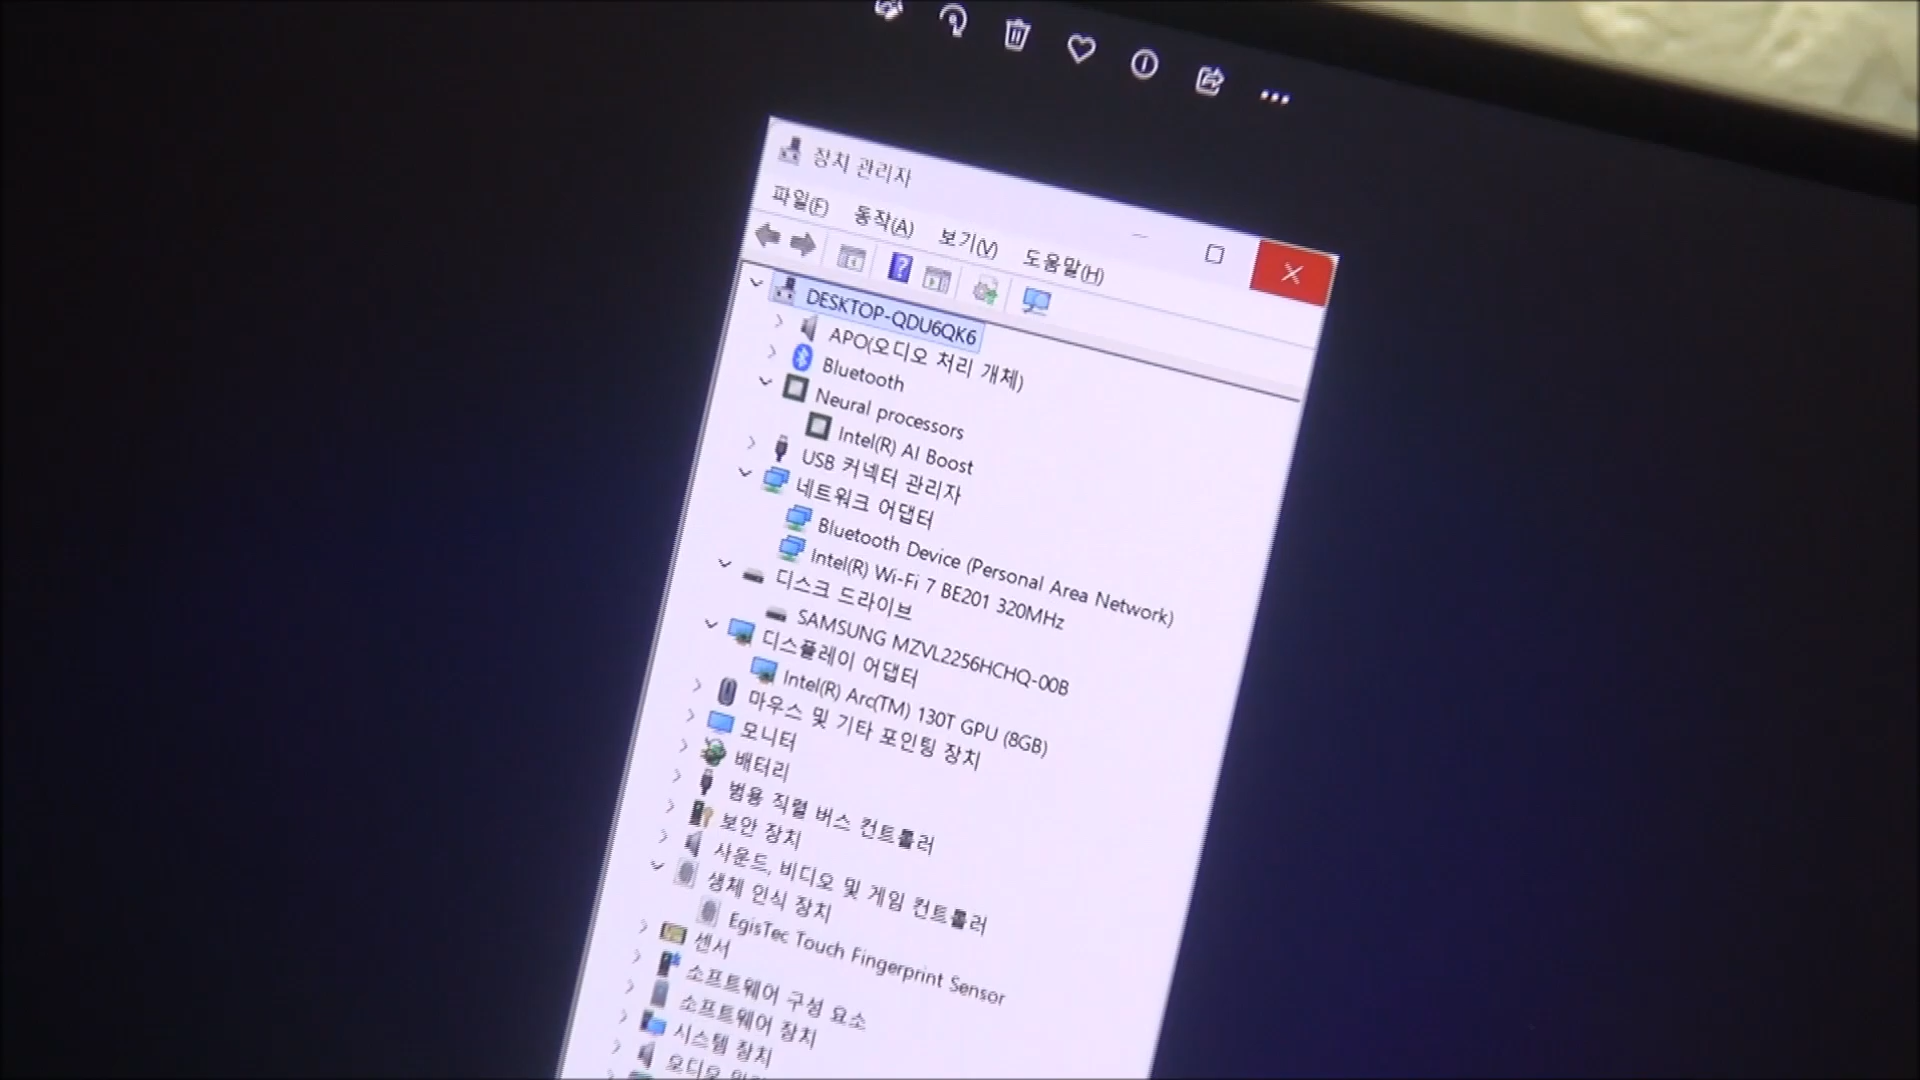 장치 관리자
파일(F) 동작(A) 보기(V) 도움말(H)
DESKTOP-QDU6QK6
APO(오디오 처리 개체)
Bluetooth
Neural processors
Intel(R) AI Boost
USB 커넥터 관리자
네트워크 어댑터
Bluetooth Device (Personal Area Network)
Intel(R) Wi-Fi 7 BE201 320MHz
디스크 드라이브
SAMSUNG MZVL2256HCHQ-00B
디스플레이 어댑터
Intel(R) Arc(TM) 130T GPU (8GB)
마우스 및 기타 포인팅 장치
모니터
배터리
범용 직렬 버스 컨트롤러
보안 장치
사운드, 비디오 및 게임 컨트롤러
생체 인식 장치
EgisTec Touch Fingerprint Sensor
센서
소프트웨어 구성 요소
소프트웨어 장치
시스템 장치
오디오